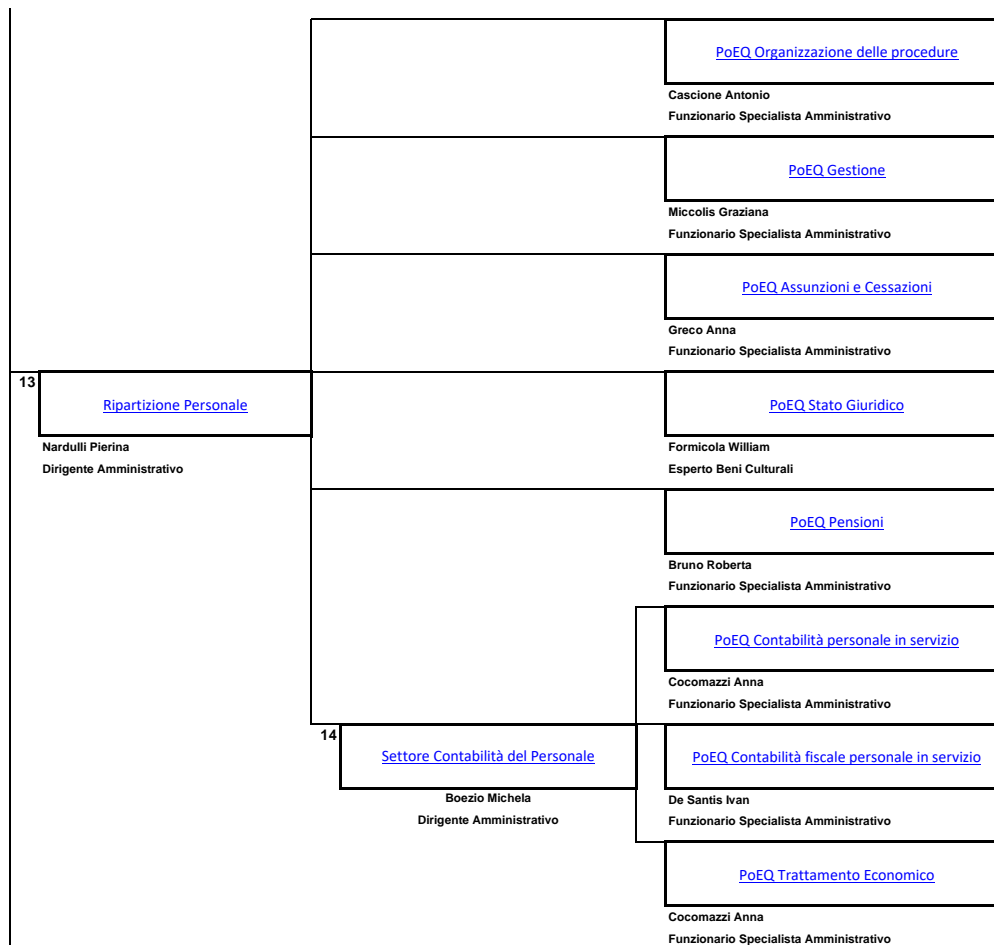 PoEQ Organizzazione delle procedure
Cascione Antonio
Funzionario Specialista Amministrativo
PoEQ Gestione
Miccolis Graziana
Funzionario Specialista Amministrativo
PoEQ Assunzioni e Cessazioni
Greco Anna
Funzionario Specialista Amministrativo
13
Ripartizione Personale
Nardulli Pierina
Dirigente Amministrativo
PoEQ Stato Giuridico
Formicola William
Esperto Beni Culturali
PoEQ Pensioni
Bruno Roberta
Funzionario Specialista Amministrativo
PoEQ Contabilità personale in servizio
Cocomazzi Anna
Funzionario Specialista Amministrativo
14
Settore Contabilità del Personale
Boezio Michela
Dirigente Amministrativo
PoEQ Contabilità fiscale personale in servizio
De Santis Ivan
Funzionario Specialista Amministrativo
PoEQ Trattamento Economico
Cocomazzi Anna
Funzionario Specialista Amministrativo